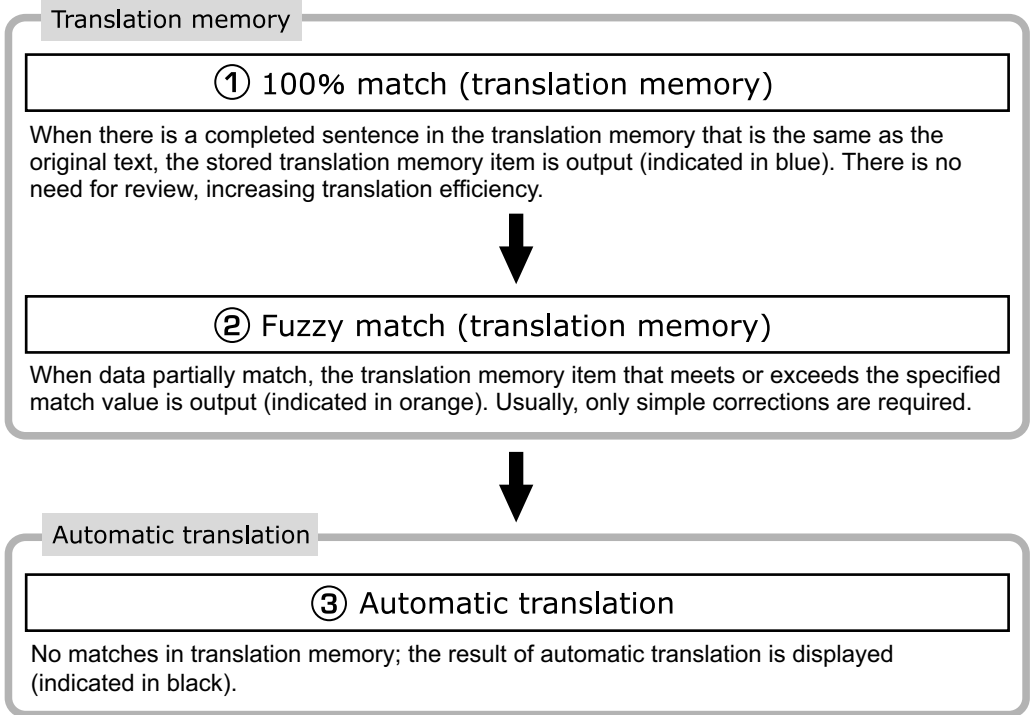 Translation memory
① 100% match (translation memory)
When there is a completed sentence in the translation memory that is the same as the
original text, the stored translation memory item is output (indicated in blue). There is no
need for review, increasing translation efficiency.
② Fuzzy match (translation memory)
When data partially match, the translation memory item that meets or exceeds the specified
match value is output (indicated in orange). Usually, only simple corrections are required.
Automatic translation
③ Automatic translation
No matches in translation memory; the result of automatic translation is displayed
(indicated in black).